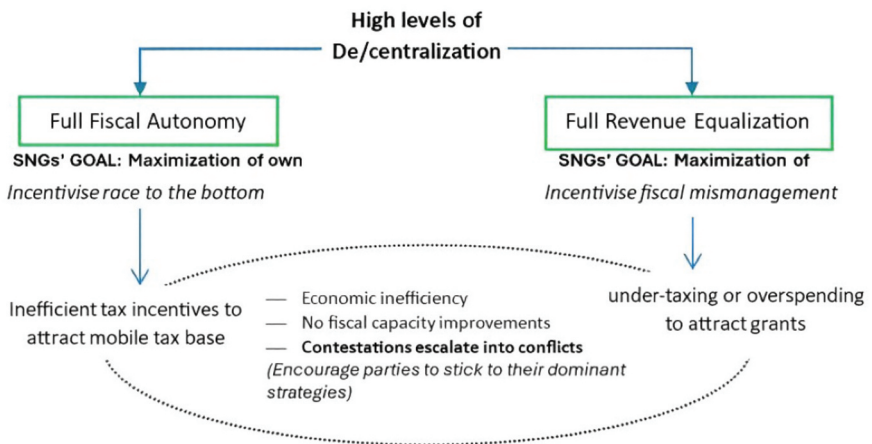 High levels of
De/centralization
Full Fiscal Autonomy
SNGs' GOAL: Maximization of own
Incentivise race to the bottom
Inefficient tax incentives to
attract mobile tax base
Full Revenue Equalization
SNGs' GOAL: Maximization of
Incentivise fiscal mismanagement
under-taxing or overspending
to attract grants
— Economic inefficiency
— No fiscal capacity improvements
— Contestations escalate into conflicts
(Encourage parties to stick to their dominant
strategies)